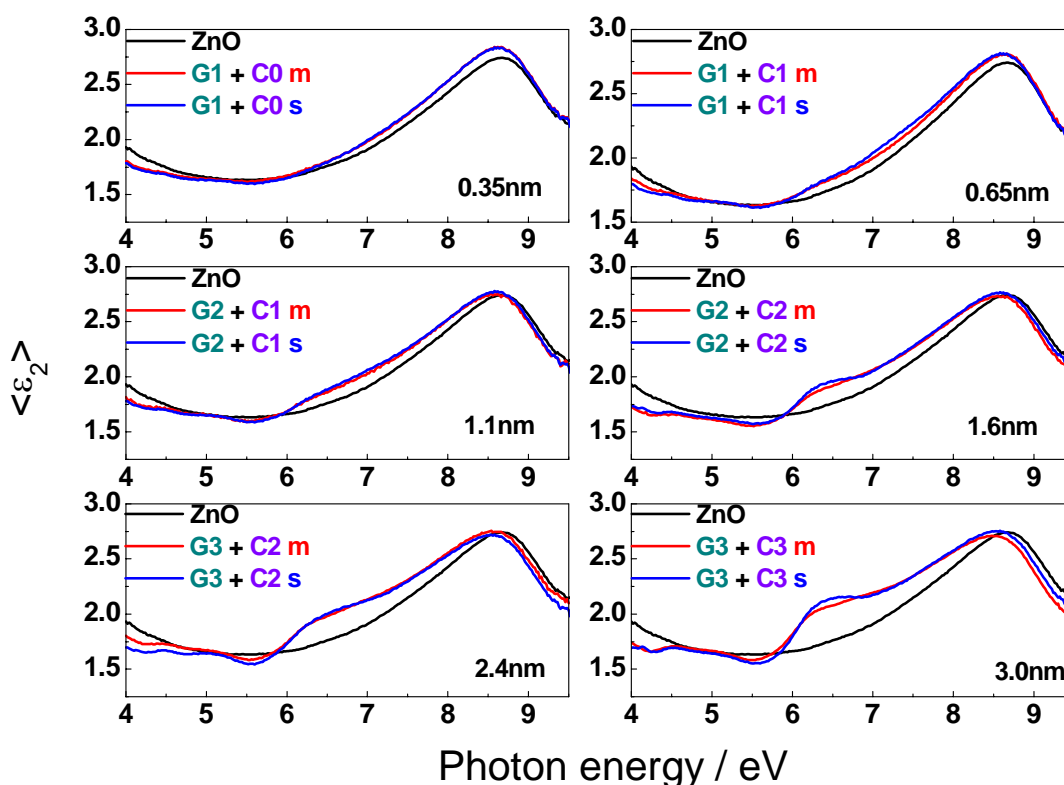 <ε₂>
3.0
2.5
2.0
1.5
ZnO
G1 + C0 m
G1 + C0 s
0.35nm
4 5 6 7 8 9
3.0
2.5
2.0
1.5
ZnO
G1 + C1 m
G1 + C1 s
0.65nm
4 5 6 7 8 9
3.0
2.5
2.0
1.5
ZnO
G2 + C1 m
G2 + C1 s
1.1nm
4 5 6 7 8 9
3.0
2.5
2.0
1.5
ZnO
G2 + C2 m
G2 + C2 s
1.6nm
4 5 6 7 8 9
3.0
2.5
2.0
1.5
ZnO
G3 + C2 m
G3 + C2 s
2.4nm
4 5 6 7 8 9
3.0
2.5
2.0
1.5
ZnO
G3 + C3 m
G3 + C3 s
3.0nm
4 5 6 7 8 9
Photon energy / eV